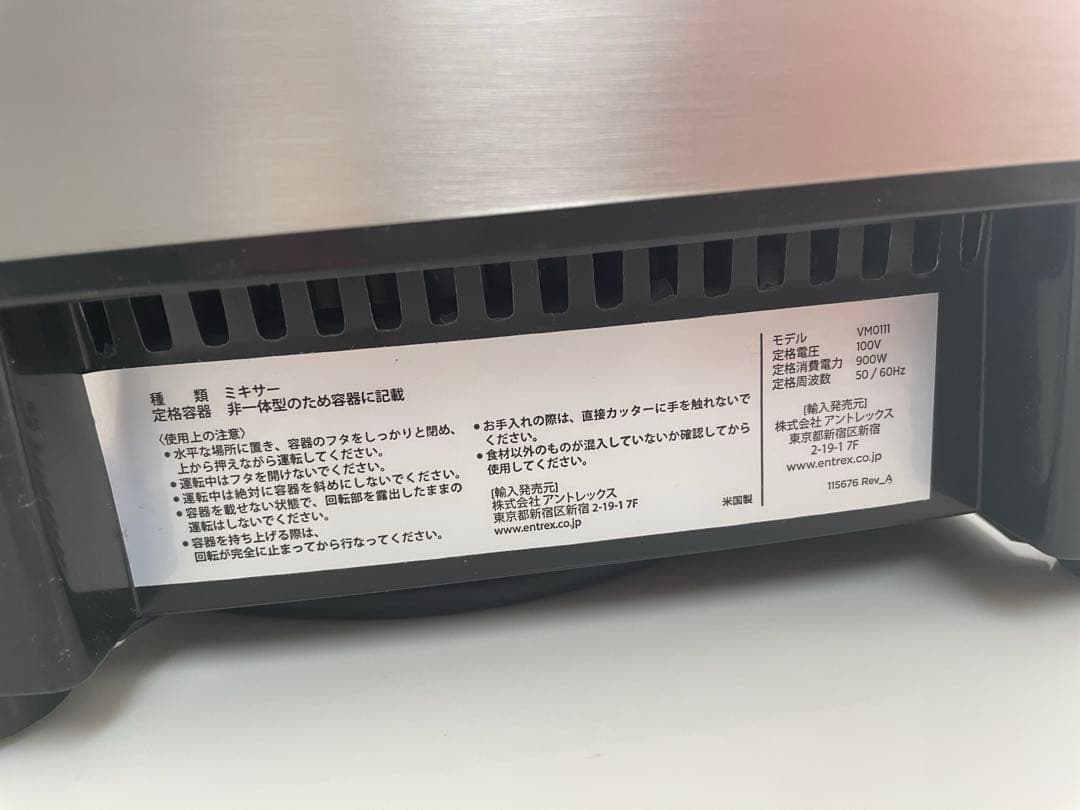 種　類　ミキサー
定格容器　非一体型のため容器に記載
〈使用上の注意〉
●水平な場所に置き、容器のフタをしっかりと閉め、
上から押えながら運転してください。
●運転中はフタを開けないでください。
●運転中は絶対に容器を斜めにしないでください。
●容器を載せない状態で、回転部を露出したままの
運転はしないでください。
●容器を持ち上げる際は、
回転が完全に止まってから行なってください。
●お手入れの際は、直接カッターに手を触れないで
ください。
●食材以外のものが混入していないか確認してから
使用してください。
[輸入発売元]
株式会社 アントレックス
東京都新宿区新宿 2-19-1 7F
www.entrex.co.jp
米国製
モデル　VM0111
定格電圧　100V
定格消費電力　900W
定格周波数　50 / 60Hz
[輸入発売元]
株式会社 アントレックス
東京都新宿区新宿
2-19-1 7F
www.entrex.co.jp
115676 Rev_A